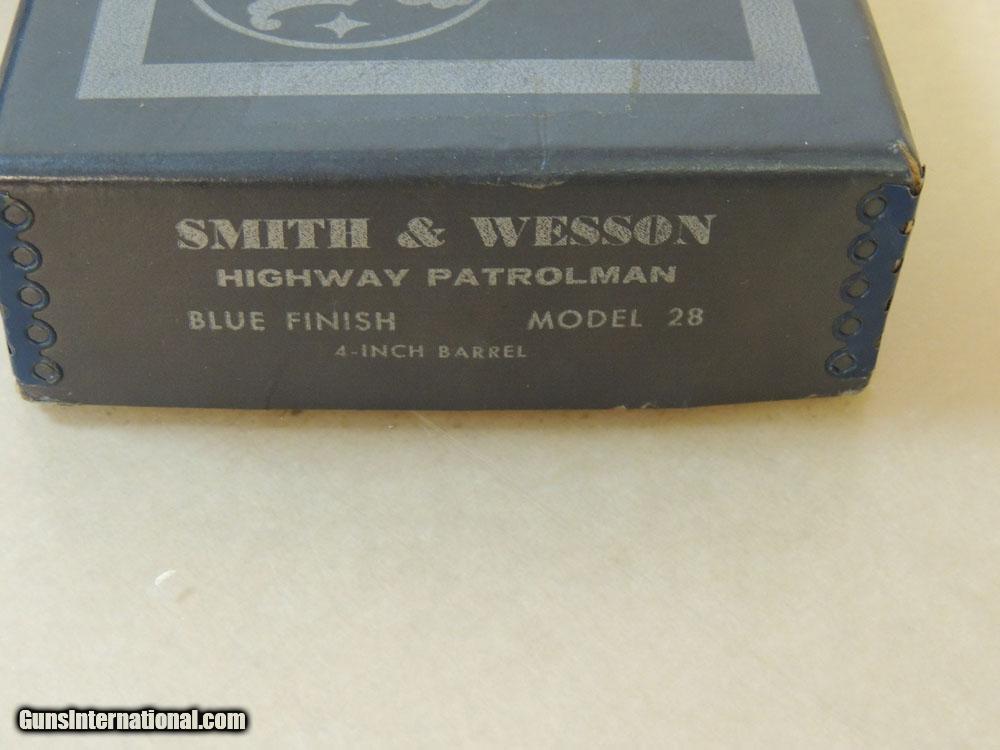 SMITH & WESSON
HIGHWAY PATROLMAN
BLUE FINISH MODEL 28
4-INCH BARREL
GunsInternational.com